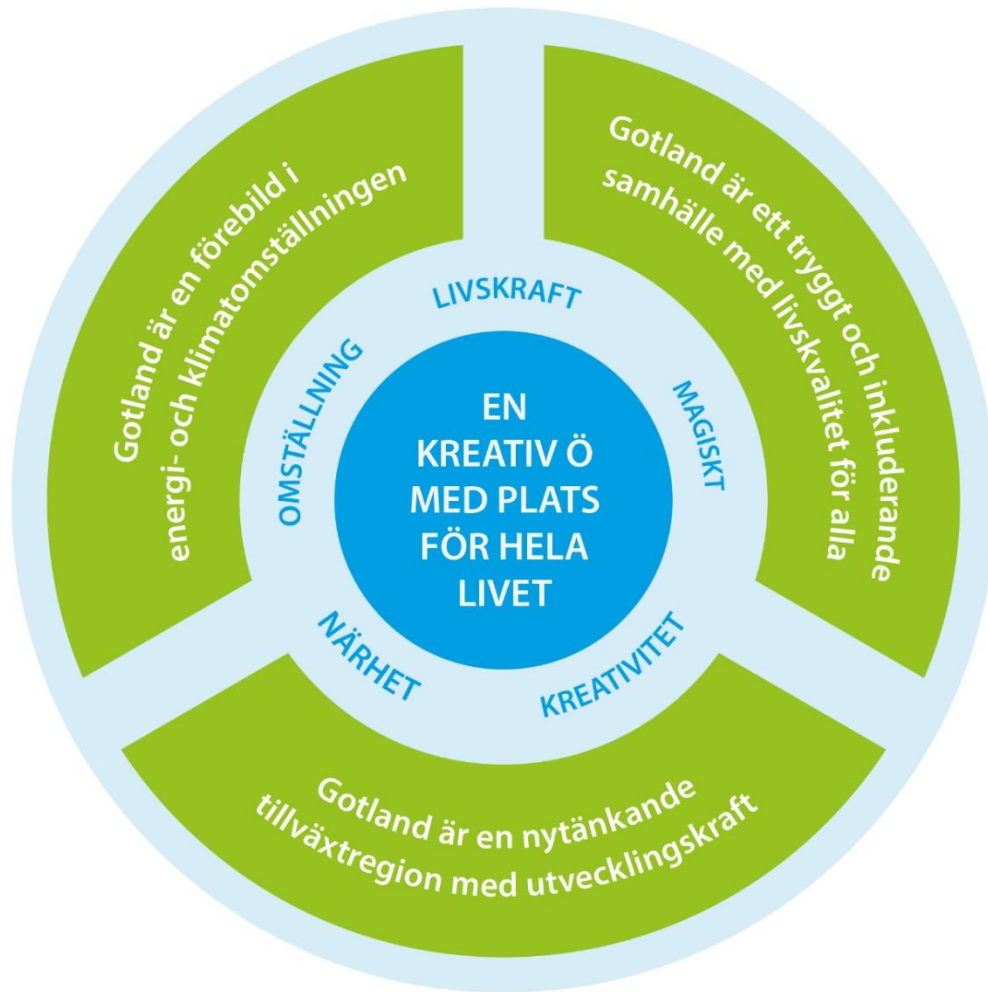 Gotland är en förebild i
energi- och klimatomställningen
Gotland är ett tryggt och inkluderande
samhälle med livskvalitet för alla
LIVSKRAFT
OMSTÄLLNING
MAGISKT
EN
KREATIV Ö
MED PLATS
FÖR HELA
LIVET
NÄRHET
KREATIVITET
Gotland är en nytänkande
tillväxtregion med utvecklingskraft